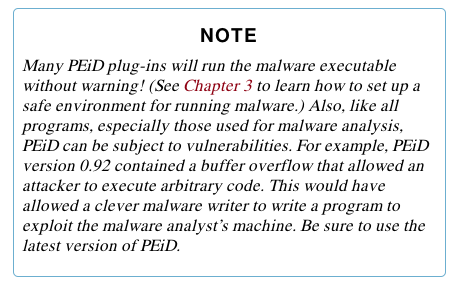 NOTE
Many PEiD plug-ins will run the malware executable
without warning! (See Chapter 3 to learn how to set up a
safe environment for running malware.) Also, like all
programs, especially those used for malware analysis,
PEiD can be subject to vulnerabilities. For example, PEiD
version 0.92 contained a buffer overflow that allowed an
attacker to execute arbitrary code. This would have
allowed a clever malware writer to write a program to
exploit the malware analyst's machine. Be sure to use the
latest version of PEiD.